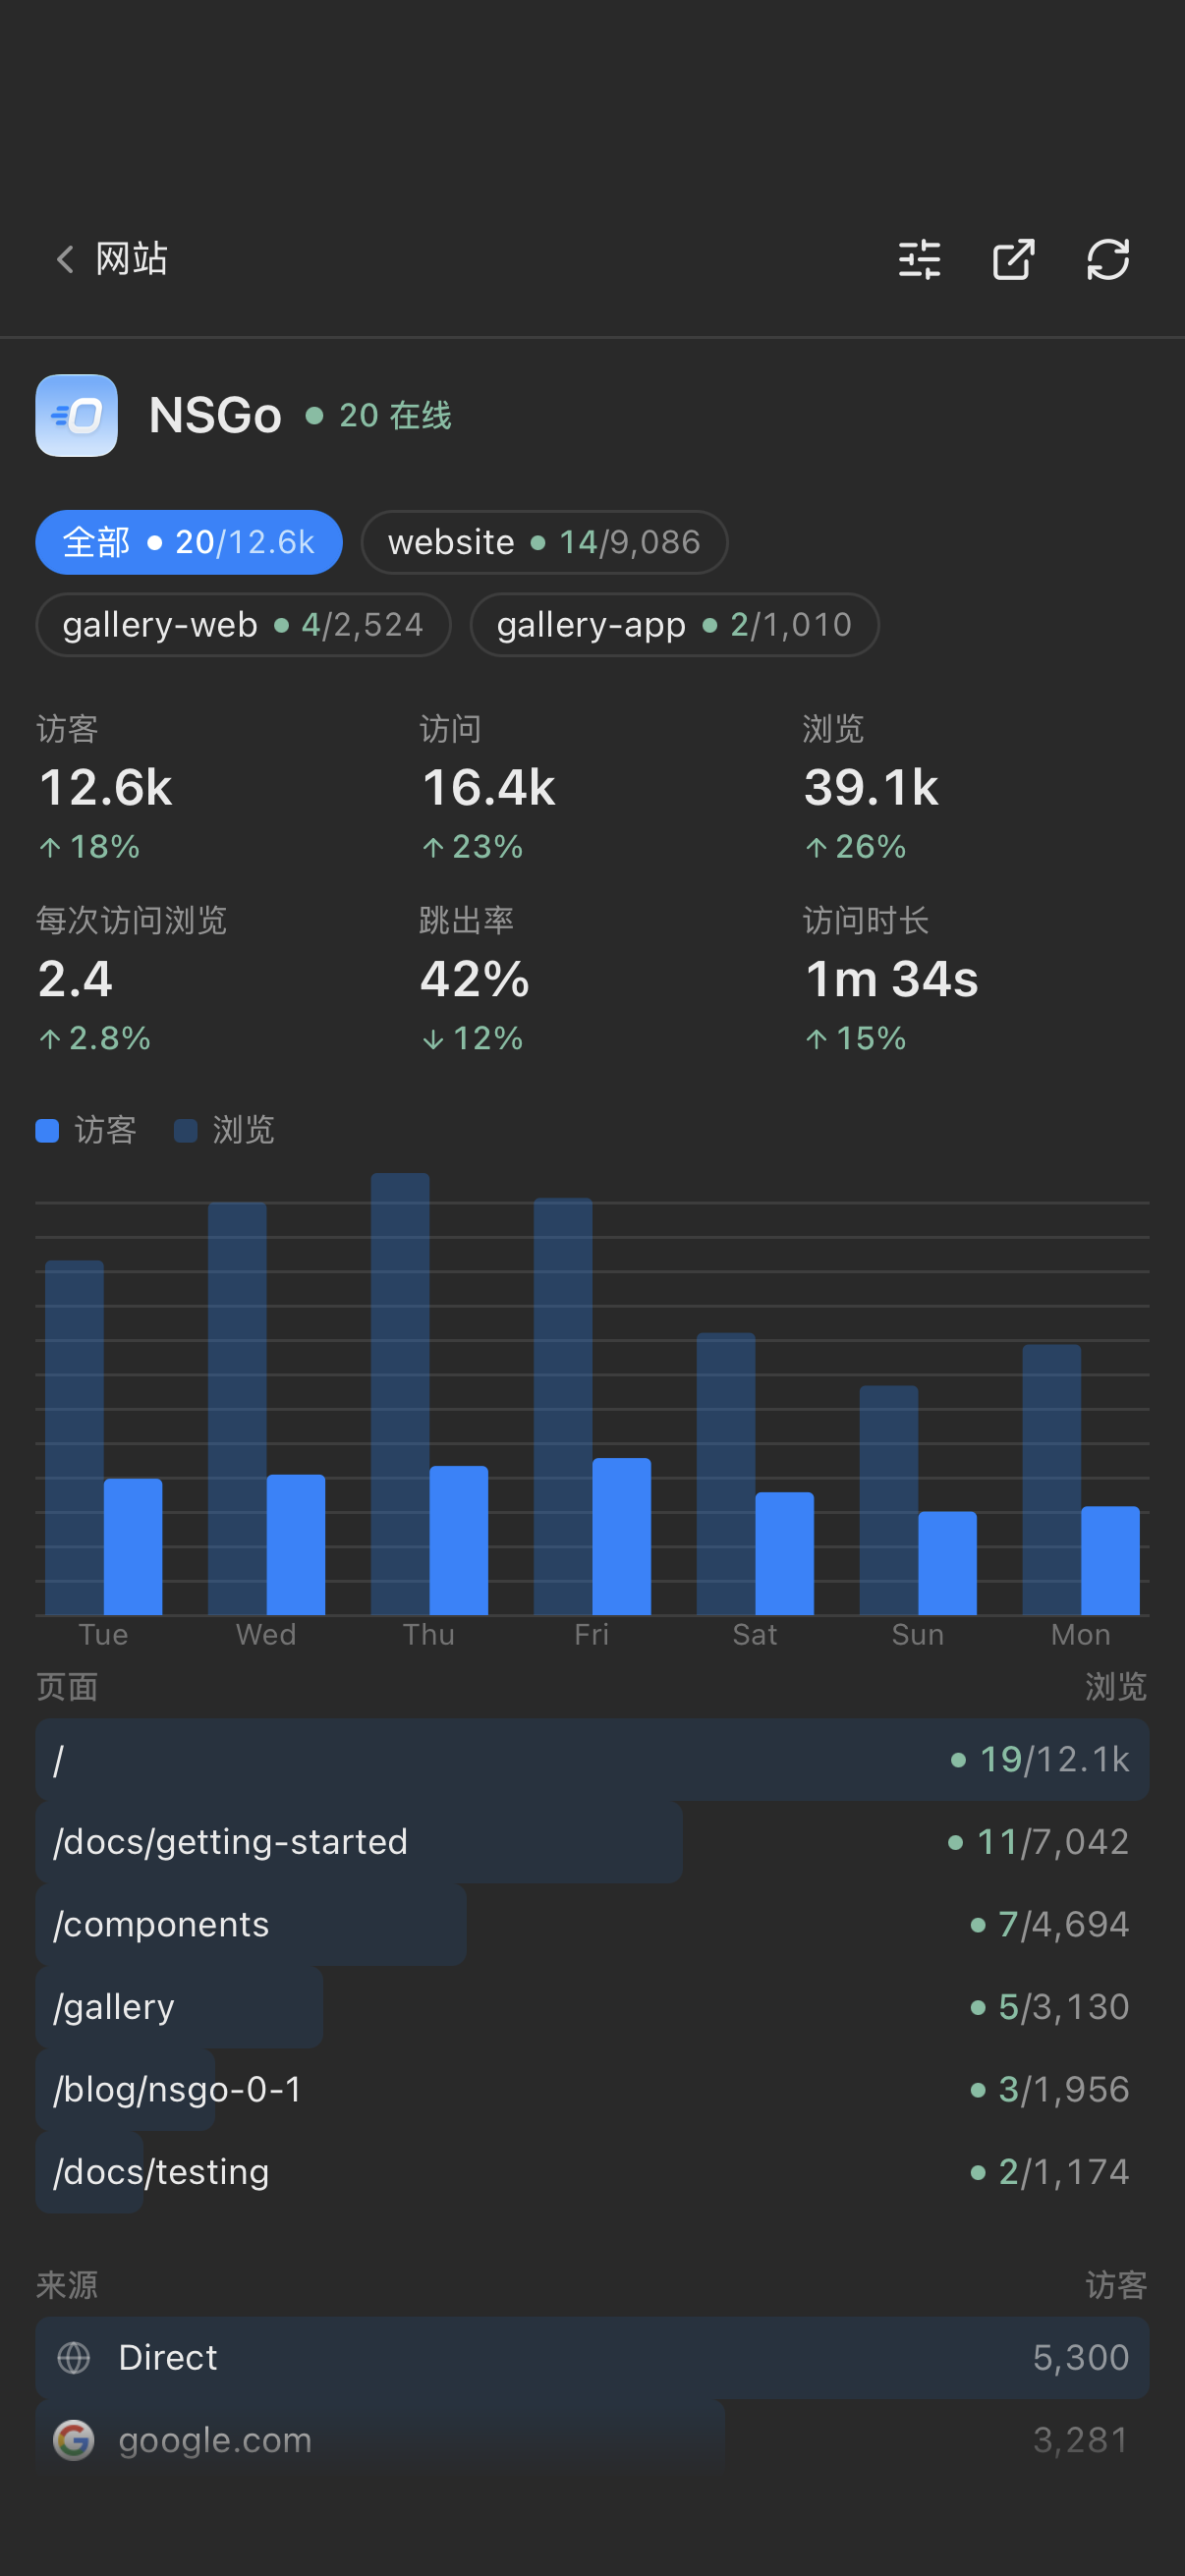 网站
NSGo 20 在线
全部 20/12.6k website 14/9,086
gallery-web 4/2,524 gallery-app 2/1,010
访客 访问 浏览
12.6k 16.4k 39.1k
↑ 18% ↑ 23% ↑ 26%
每次访问浏览 跳出率 访问时长
2.4 42% 1m 34s
↑ 2.8% ↓ 12% ↑ 15%
访客 浏览
Tue Wed Thu Fri Sat Sun Mon
页面 浏览
/ 19/12.1k
/docs/getting-started 11/7,042
/components 7/4,694
/gallery 5/3,130
/blog/nsgo-0-1 3/1,956
/docs/testing 2/1,174
来源 访客
Direct 5,300
google.com 3,281